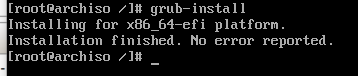 [root@archiso /]# grub-install
Installing for x86_64-efi platform.
Installation finished. No error reported.
[root@archiso /]# _